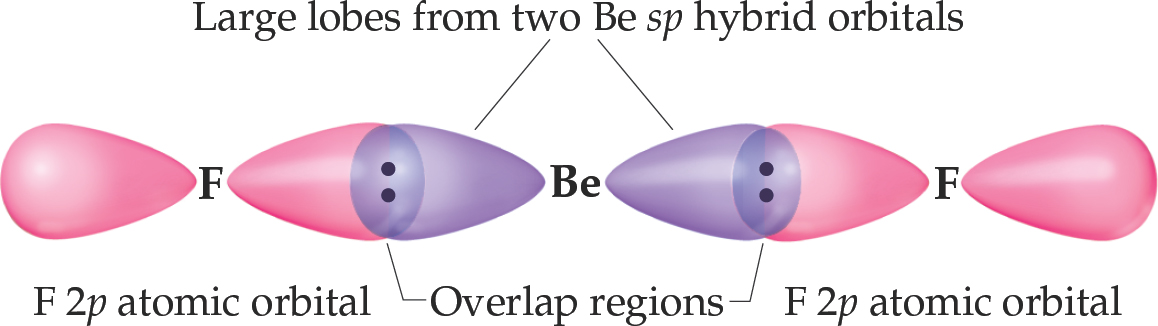 Large lobes from two Be sp hybrid orbitals
F Be F
F 2p atomic orbital Overlap regions F 2p atomic orbital